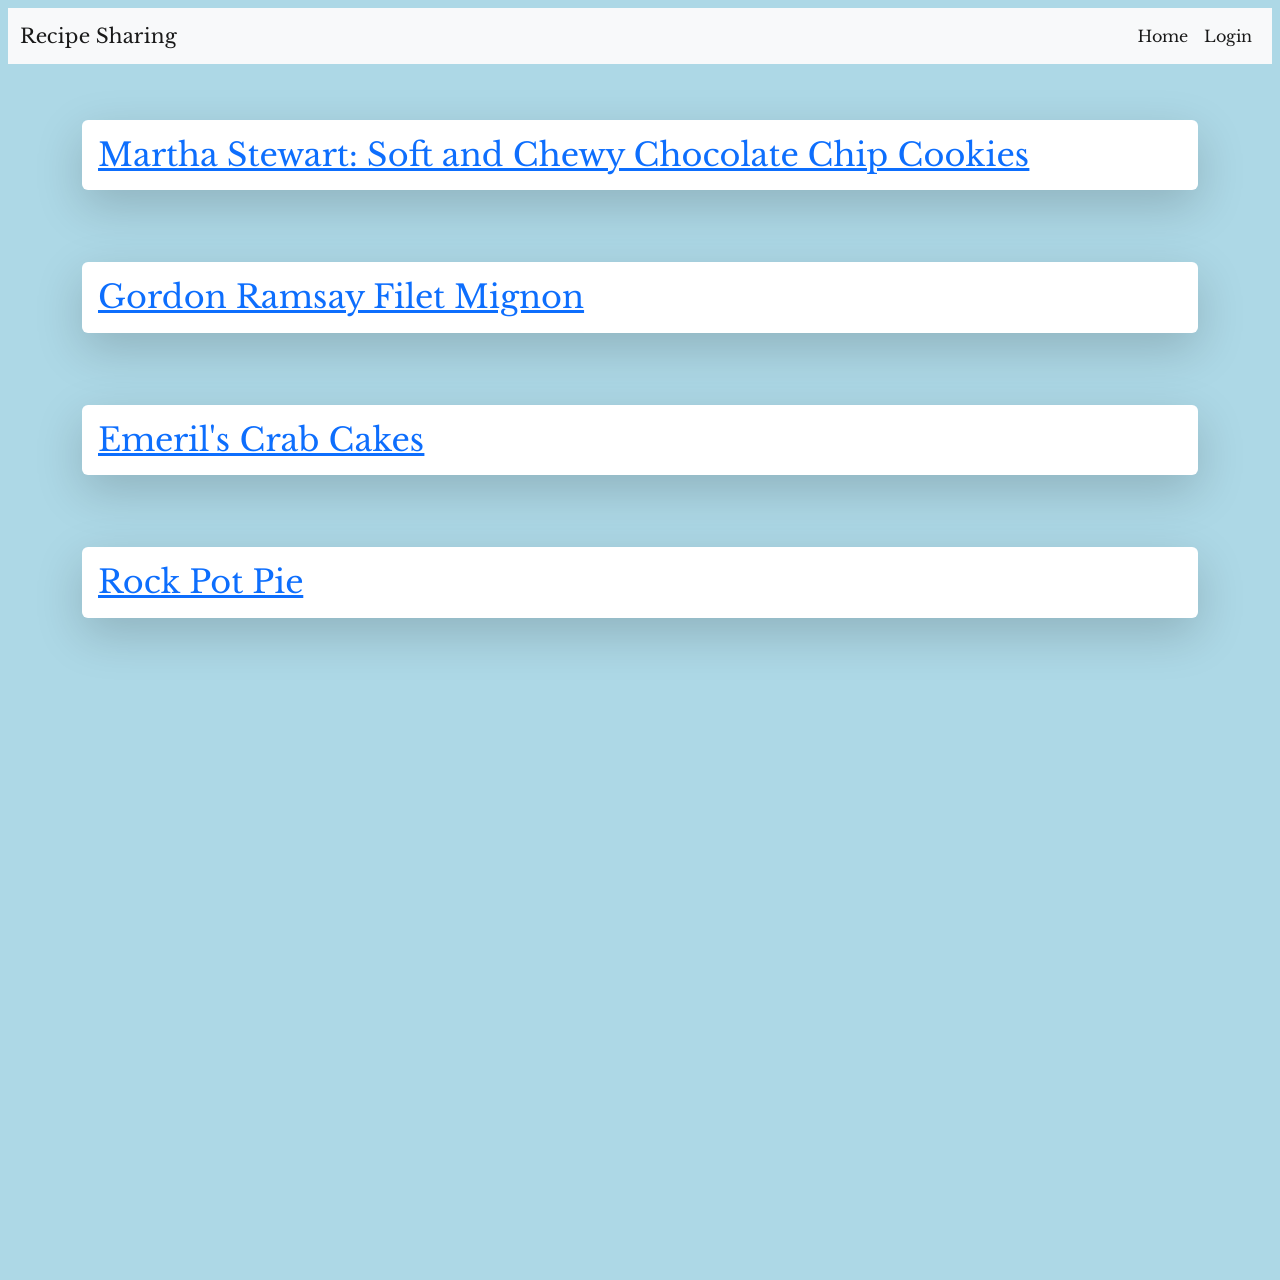 Recipe Sharing
Home Login
Martha Stewart: Soft and Chewy Chocolate Chip Cookies
Gordon Ramsay Filet Mignon
Emeril's Crab Cakes
Rock Pot Pie